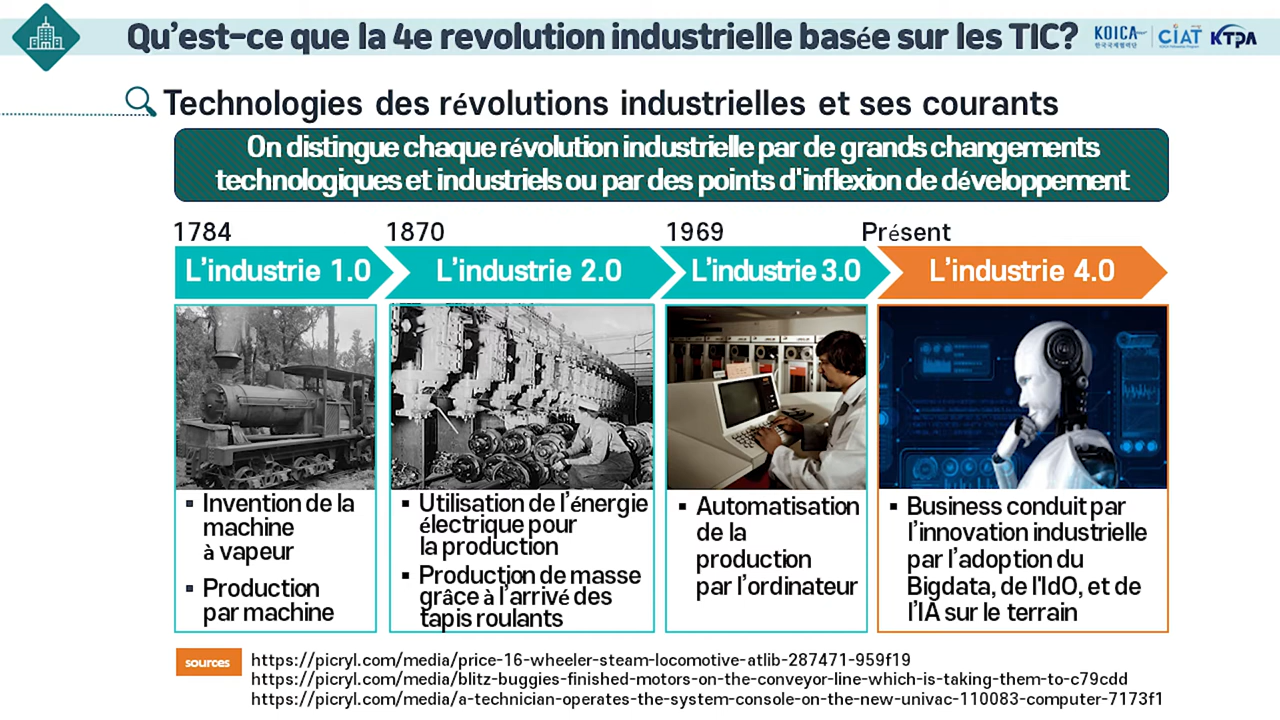 Qu’est-ce que la 4e revolution industrielle basée sur les TIC?
KOICA
한국국제협력단
CIAT
KTPA
Technologies des révolutions industrielles et ses courants
On distingue chaque révolution industrielle par de grands changements
technologiques et industriels ou par des points d'inflexion de développement
1784
1870
1969
Présent
L’industrie 1.0
L’industrie 2.0
L’industrie 3.0
L’industrie 4.0
▪ Invention de la
machine
à vapeur
▪ Production
par machine
▪ Utilisation de l’énergie
électrique pour
la production
▪ Production de masse
grâce à l’arrivé des
tapis roulants
▪ Automatisation
de la
production
par l’ordinateur
▪ Business conduit par
l’innovation industrielle
par l’adoption du
Bigdata, de l'IdO, et de
l’IA sur le terrain
sources
https://picryl.com/media/price-16-wheeler-steam-locomotive-atlib-287471-959f19
https://picryl.com/media/blitz-buggies-finished-motors-on-the-conveyor-line-which-is-taking-them-to-c79cdd
https://picryl.com/media/a-technician-operates-the-system-console-on-the-new-univac-110083-computer-7173f1